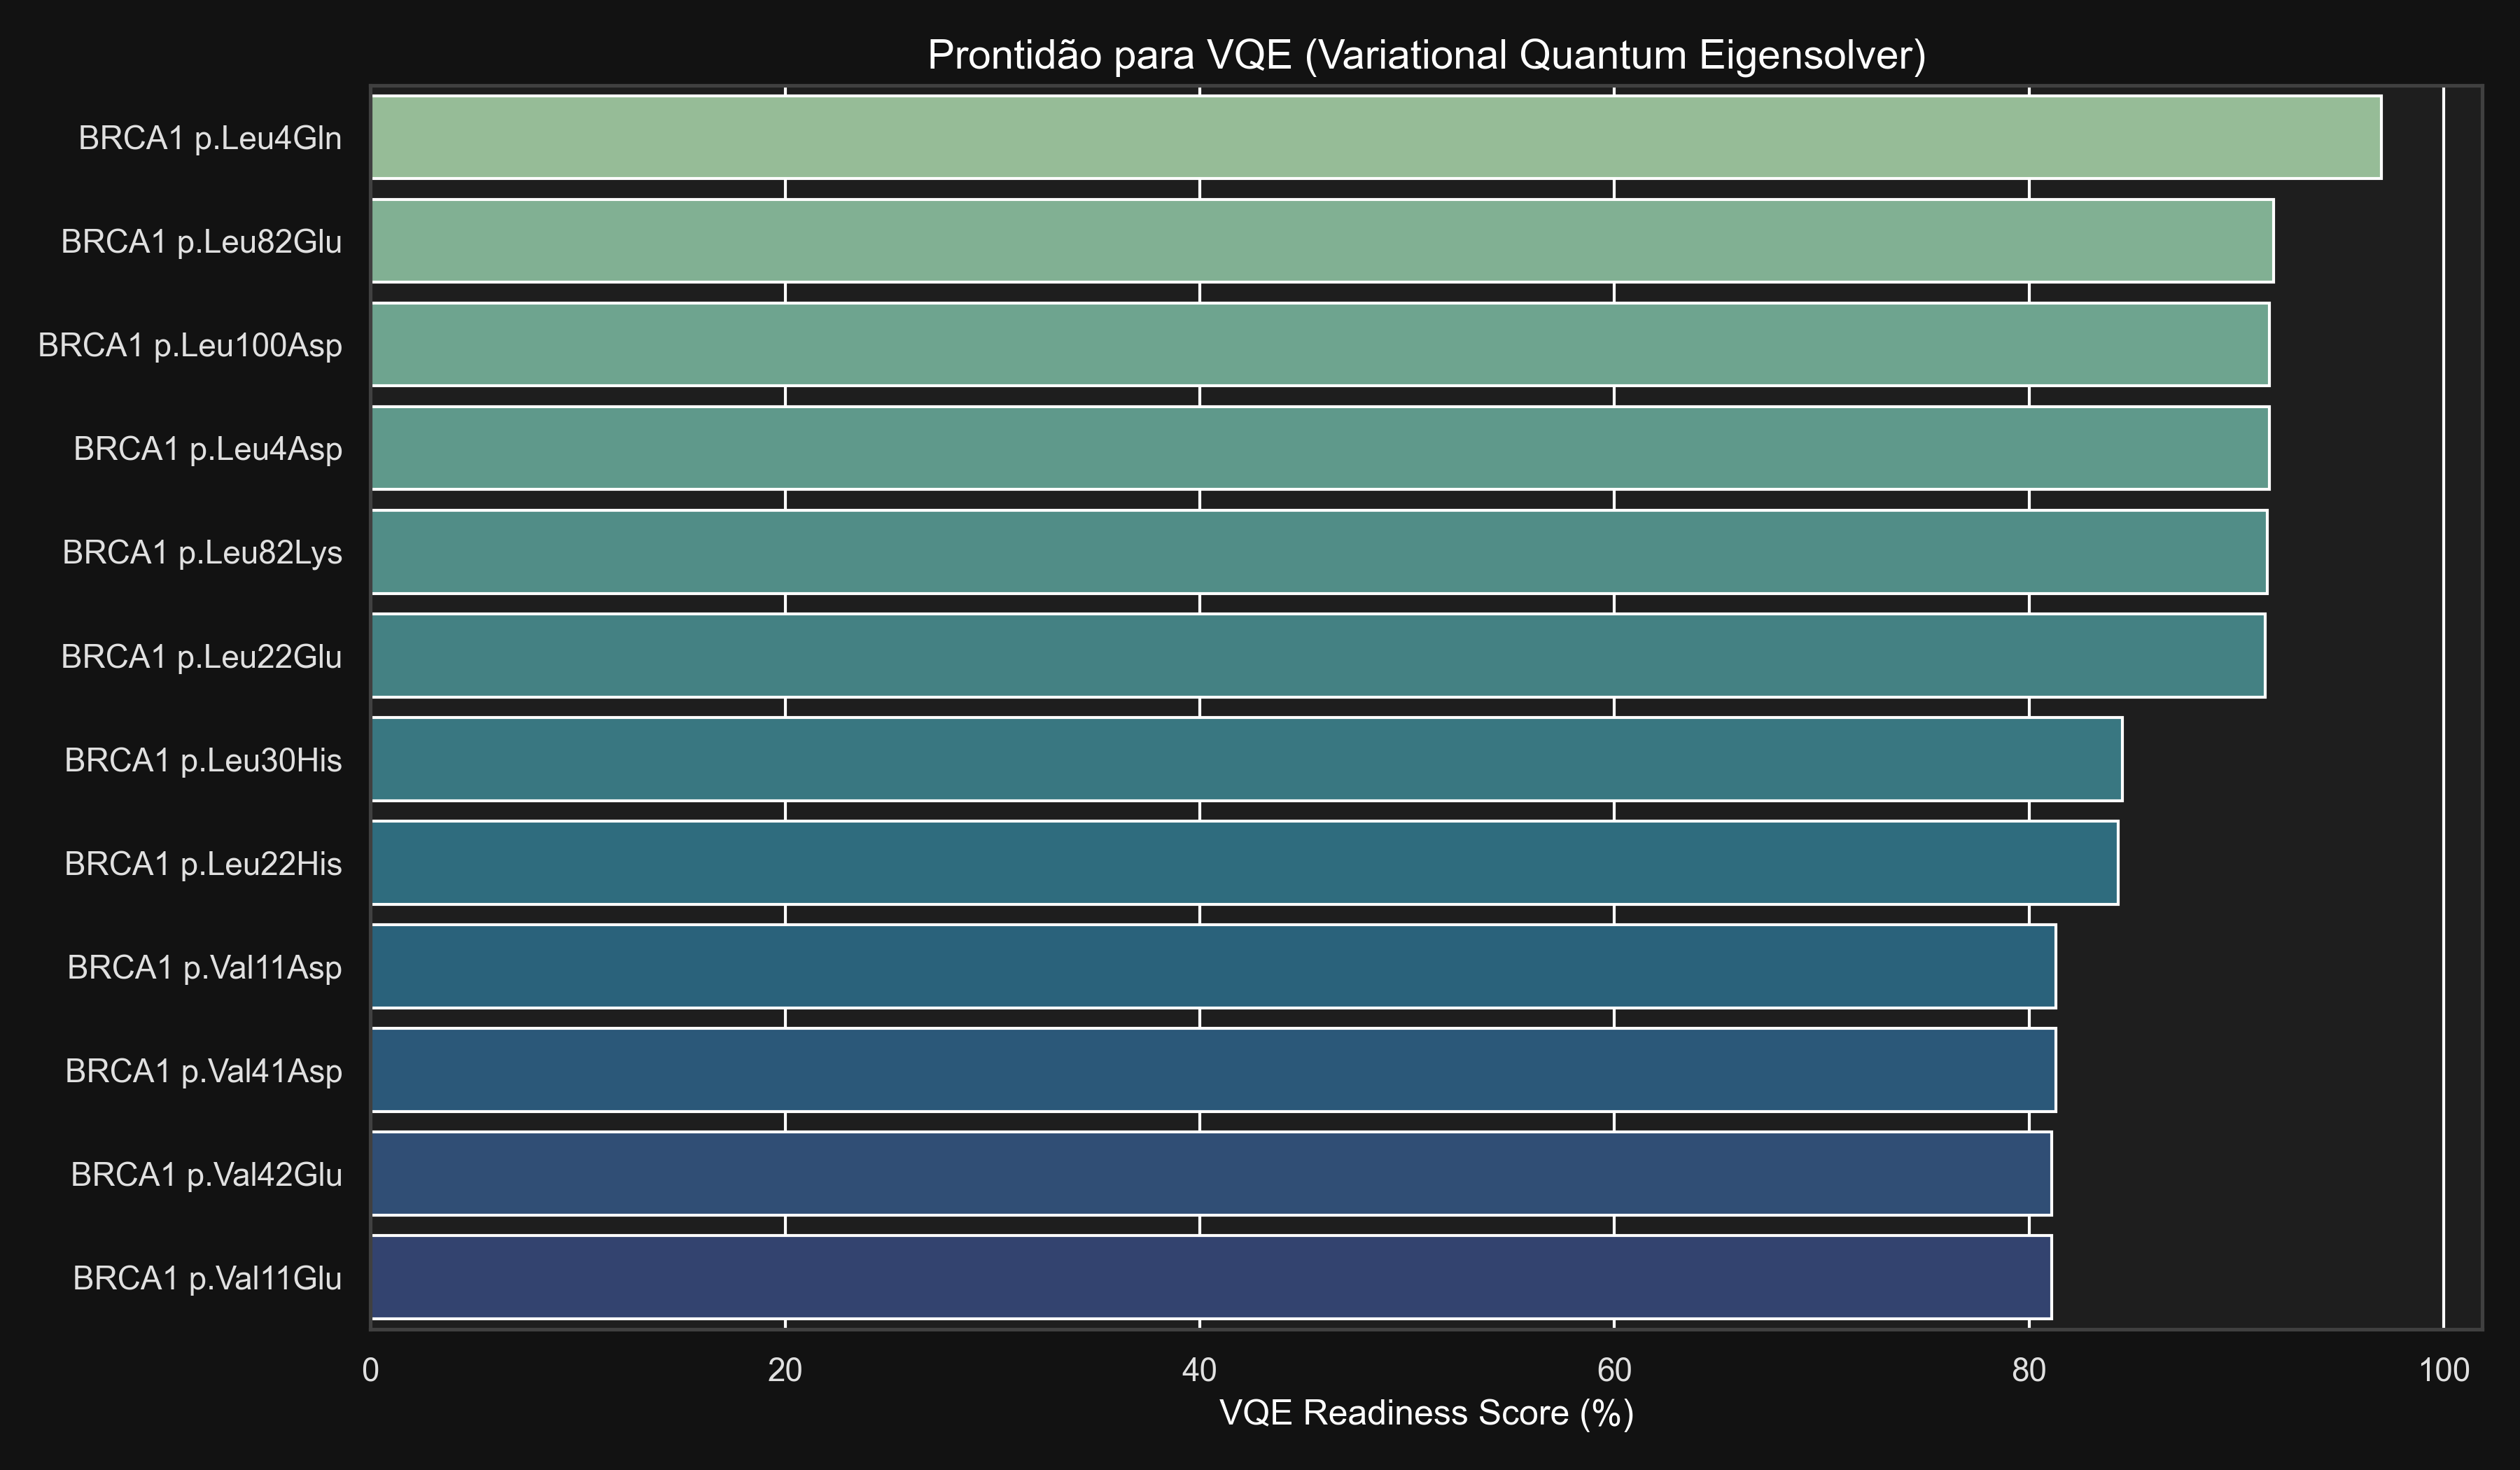 Prontidão para VQE (Variational Quantum Eigensolver)
BRCA1 p.Leu4Gln
BRCA1 p.Leu82Glu
BRCA1 p.Leu100Asp
BRCA1 p.Leu4Asp
BRCA1 p.Leu82Lys
BRCA1 p.Leu22Glu
BRCA1 p.Leu30His
BRCA1 p.Leu22His
BRCA1 p.Val11Asp
BRCA1 p.Val41Asp
BRCA1 p.Val42Glu
BRCA1 p.Val11Glu
0 20 40 60 80 100
VQE Readiness Score (%)